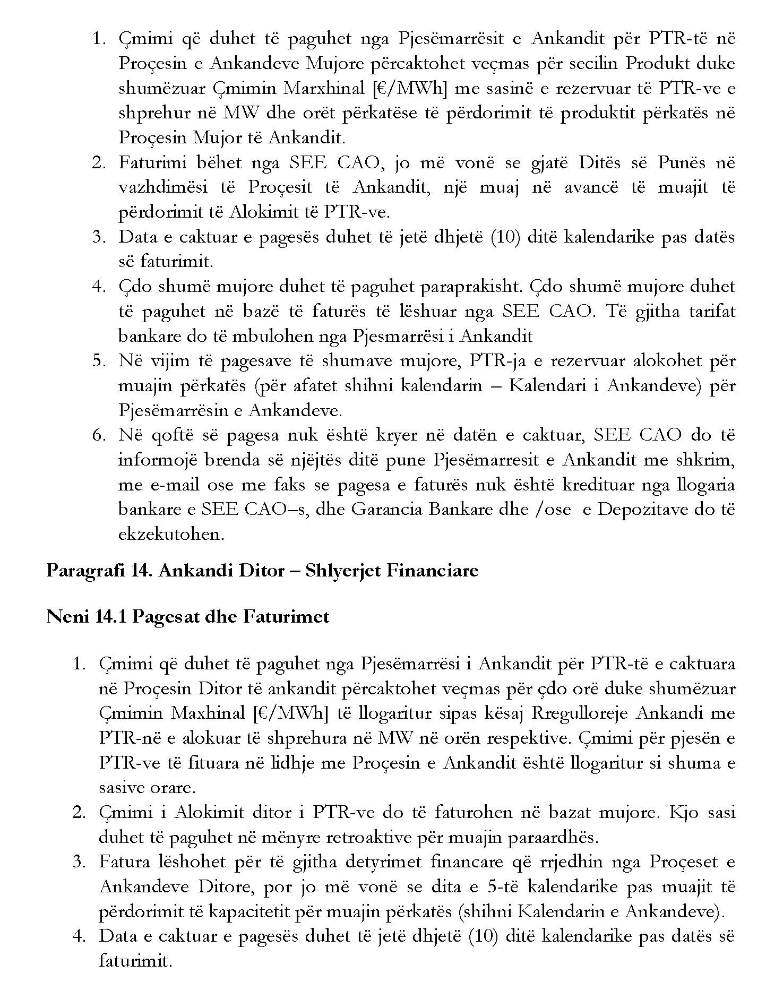 1. Çmimi që duhet të paguhet nga Pjesëmarrësit e Ankandit për PTR-të në
Proçesin e Ankandeve Mujore përcaktohet veçmas për secilin Produkt duke
shumëzuar Çmimin Marxhinal [€/MWh] me sasinë e rezervuar të PTR-ve e
shprehur në MW dhe orët përkatëse të përdorimit të produktit përkatës në
Proçesin Mujor të Ankandit.
2. Faturimi bëhet nga SEE CAO, jo më vonë se gjatë Ditës së Punës në
vazhdimësi të Proçesit të Ankandit, një muaj në avancë të muajit të
përdorimit të Alokimit të PTR-ve.
3. Data e caktuar e pagesës duhet të jetë dhjetë (10) ditë kalendarike pas datës
së faturimit.
4. Çdo shumë mujore duhet të paguhet paraprakisht. Çdo shumë mujore duhet
të paguhet në bazë të faturës të lëshuar nga SEE CAO. Të gjitha tarifat
bankare do të mbulohen nga Pjesmarrësi i Ankandit
5. Në vijim të pagesave të shumave mujore, PTR-ja e rezervuar alokohet për
muajin përkatës (për afatet shihni kalendarin – Kalendari i Ankandeve) për
Pjesëmarrësin e Ankandeve.
6. Në qoftë së pagesa nuk është kryer në datën e caktuar, SEE CAO do të
informojë brenda së njëjtës ditë pune Pjesëmarresit e Ankandit me shkrim,
me e-mail ose me faks se pagesa e faturës nuk është kredituar nga llogaria
bankare e SEE CAO–s, dhe Garancia Bankare dhe /ose e Depozitave do të
ekzekutohen.
Paragrafi 14. Ankandi Ditor – Shlyerjet Financiare
Neni 14.1 Pagesat dhe Faturimet
1. Çmimi që duhet të paguhet nga Pjesëmarrësi i Ankandit për PTR-të e caktuara
në Proçesin Ditor të ankandit përcaktohet veçmas për çdo orë duke shumëzuar
Çmimin Maxhinal [€/MWh] të llogaritur sipas kësaj Rregulloreje Ankandi me
PTR-në e alokuar të shprehura në MW në orën respektive. Çmimi për pjesën e
PTR-ve të fituara në lidhje me Proçesin e Ankandit është llogaritur si shuma e
sasive orare.
2. Çmimi i Alokimit ditor i PTR-ve do të faturohen në bazat mujore. Kjo sasi
duhet të paguhet në mënyre retroaktive për muajin paraardhës.
3. Fatura lëshohet për të gjitha detyrimet financare që rrjedhin nga Proçeset e
Ankandeve Ditore, por jo më vonë se dita e 5-të kalendarike pas muajit të
përdorimit të kapacitetit për muajin përkatës (shihni Kalendarin e Ankandeve).
4. Data e caktuar e pagesës duhet të jetë dhjetë (10) ditë kalendarike pas datës së
faturimit.